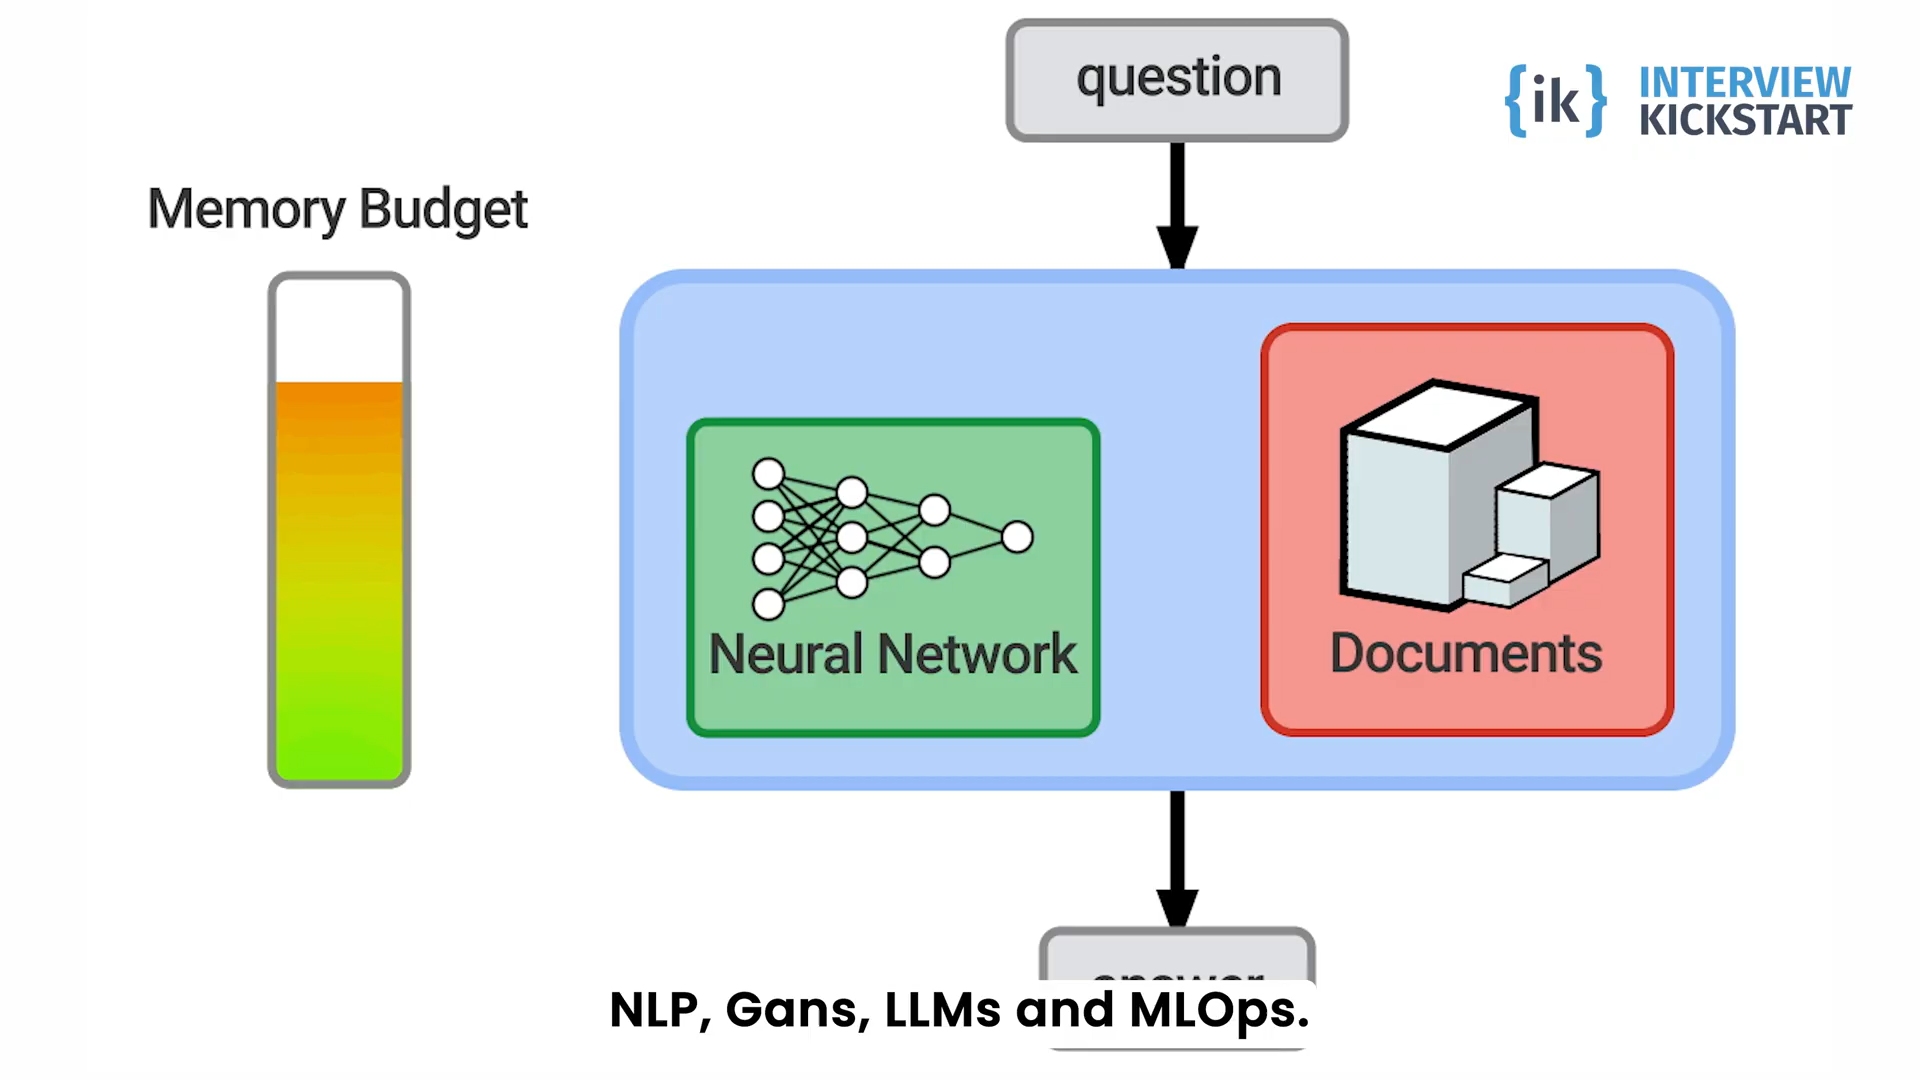 question
{ik} INTERVIEW
KICKSTART
Memory Budget
Neural Network
Documents
NLP, Gans, LLMs and MLOps.